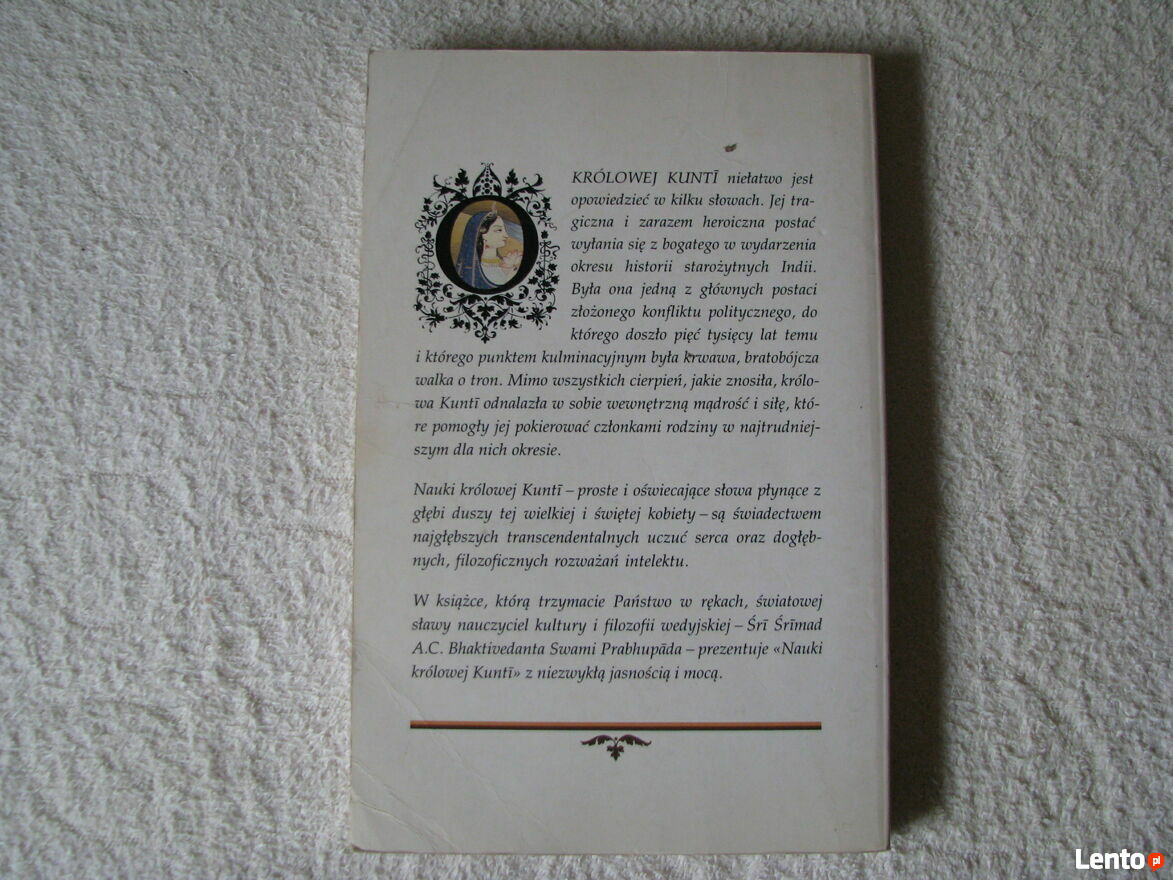 O KRÓLOWEJ KUNTĪ niełatwo jest
opowiedzieć w kilku słowach. Jej tra-
giczna i zarazem heroiczna postać
wyłania się z bogatego w wydarzenia
okresu historii starożytnych Indii.
Była ona jedną z głównych postaci
złożonego konfliktu politycznego, do
którego doszło pięć tysięcy lat temu
i którego punktem kulminacyjnym była krwawa, bratobójcza
walka o tron. Mimo wszystkich cierpień, jakie znosiła, królo-
wa Kuntī odnalazła w sobie wewnętrzną mądrość i siłę, któ-
re pomogły jej pokierować członkami rodziny w najtrudniej-
szym dla nich okresie.
Nauki królowej Kuntī – proste i oświecające słowa płynące z
głębi duszy tej wielkiej i świętej kobiety – są świadectwem
najgłębszych transcendentalnych uczuć serca oraz dogłęb-
nych, filozoficznych rozważań intelektu.
W książce, którą trzymacie Państwo w rękach, światowej
sławy nauczyciel kultury i filozofii wedyjskiej – Śrī Śrīmad
A.C. Bhaktivedanta Swami Prabhupāda – prezentuje «Nauki
królowej Kuntī» z niezwykłą jasnością i mocą.
Lento pl